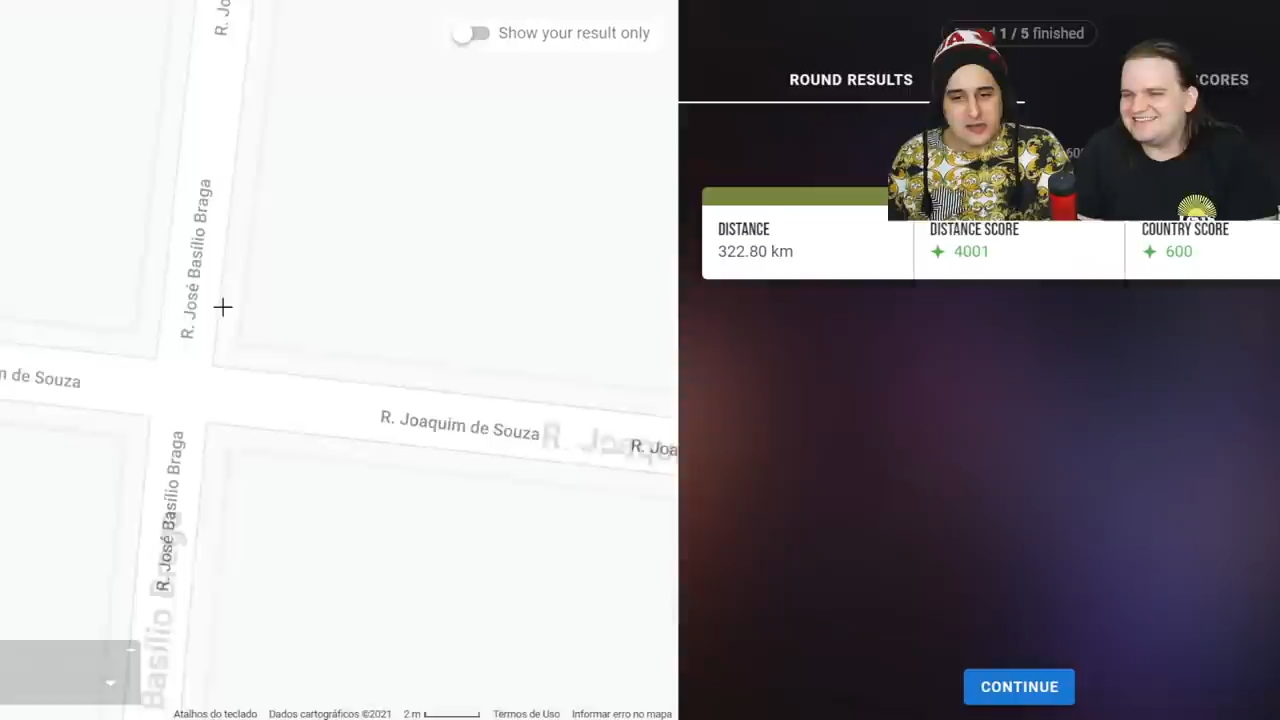 R. Jo
Show your result only
1 / 5 finished
ROUND RESULTS
CORES
R. José Basílio Braga
DISTANCE
322.80 km
DISTANCE SCORE
4001
COUNTRY SCORE
600
de Souza
R. Joaquim de Souza
R. Joa
R. José Basílio Braga
Basílio
CONTINUE
Atalhos do teclado
Dados cartográficos ©2021
2 m
Termos de Uso
Informar erro no mapa